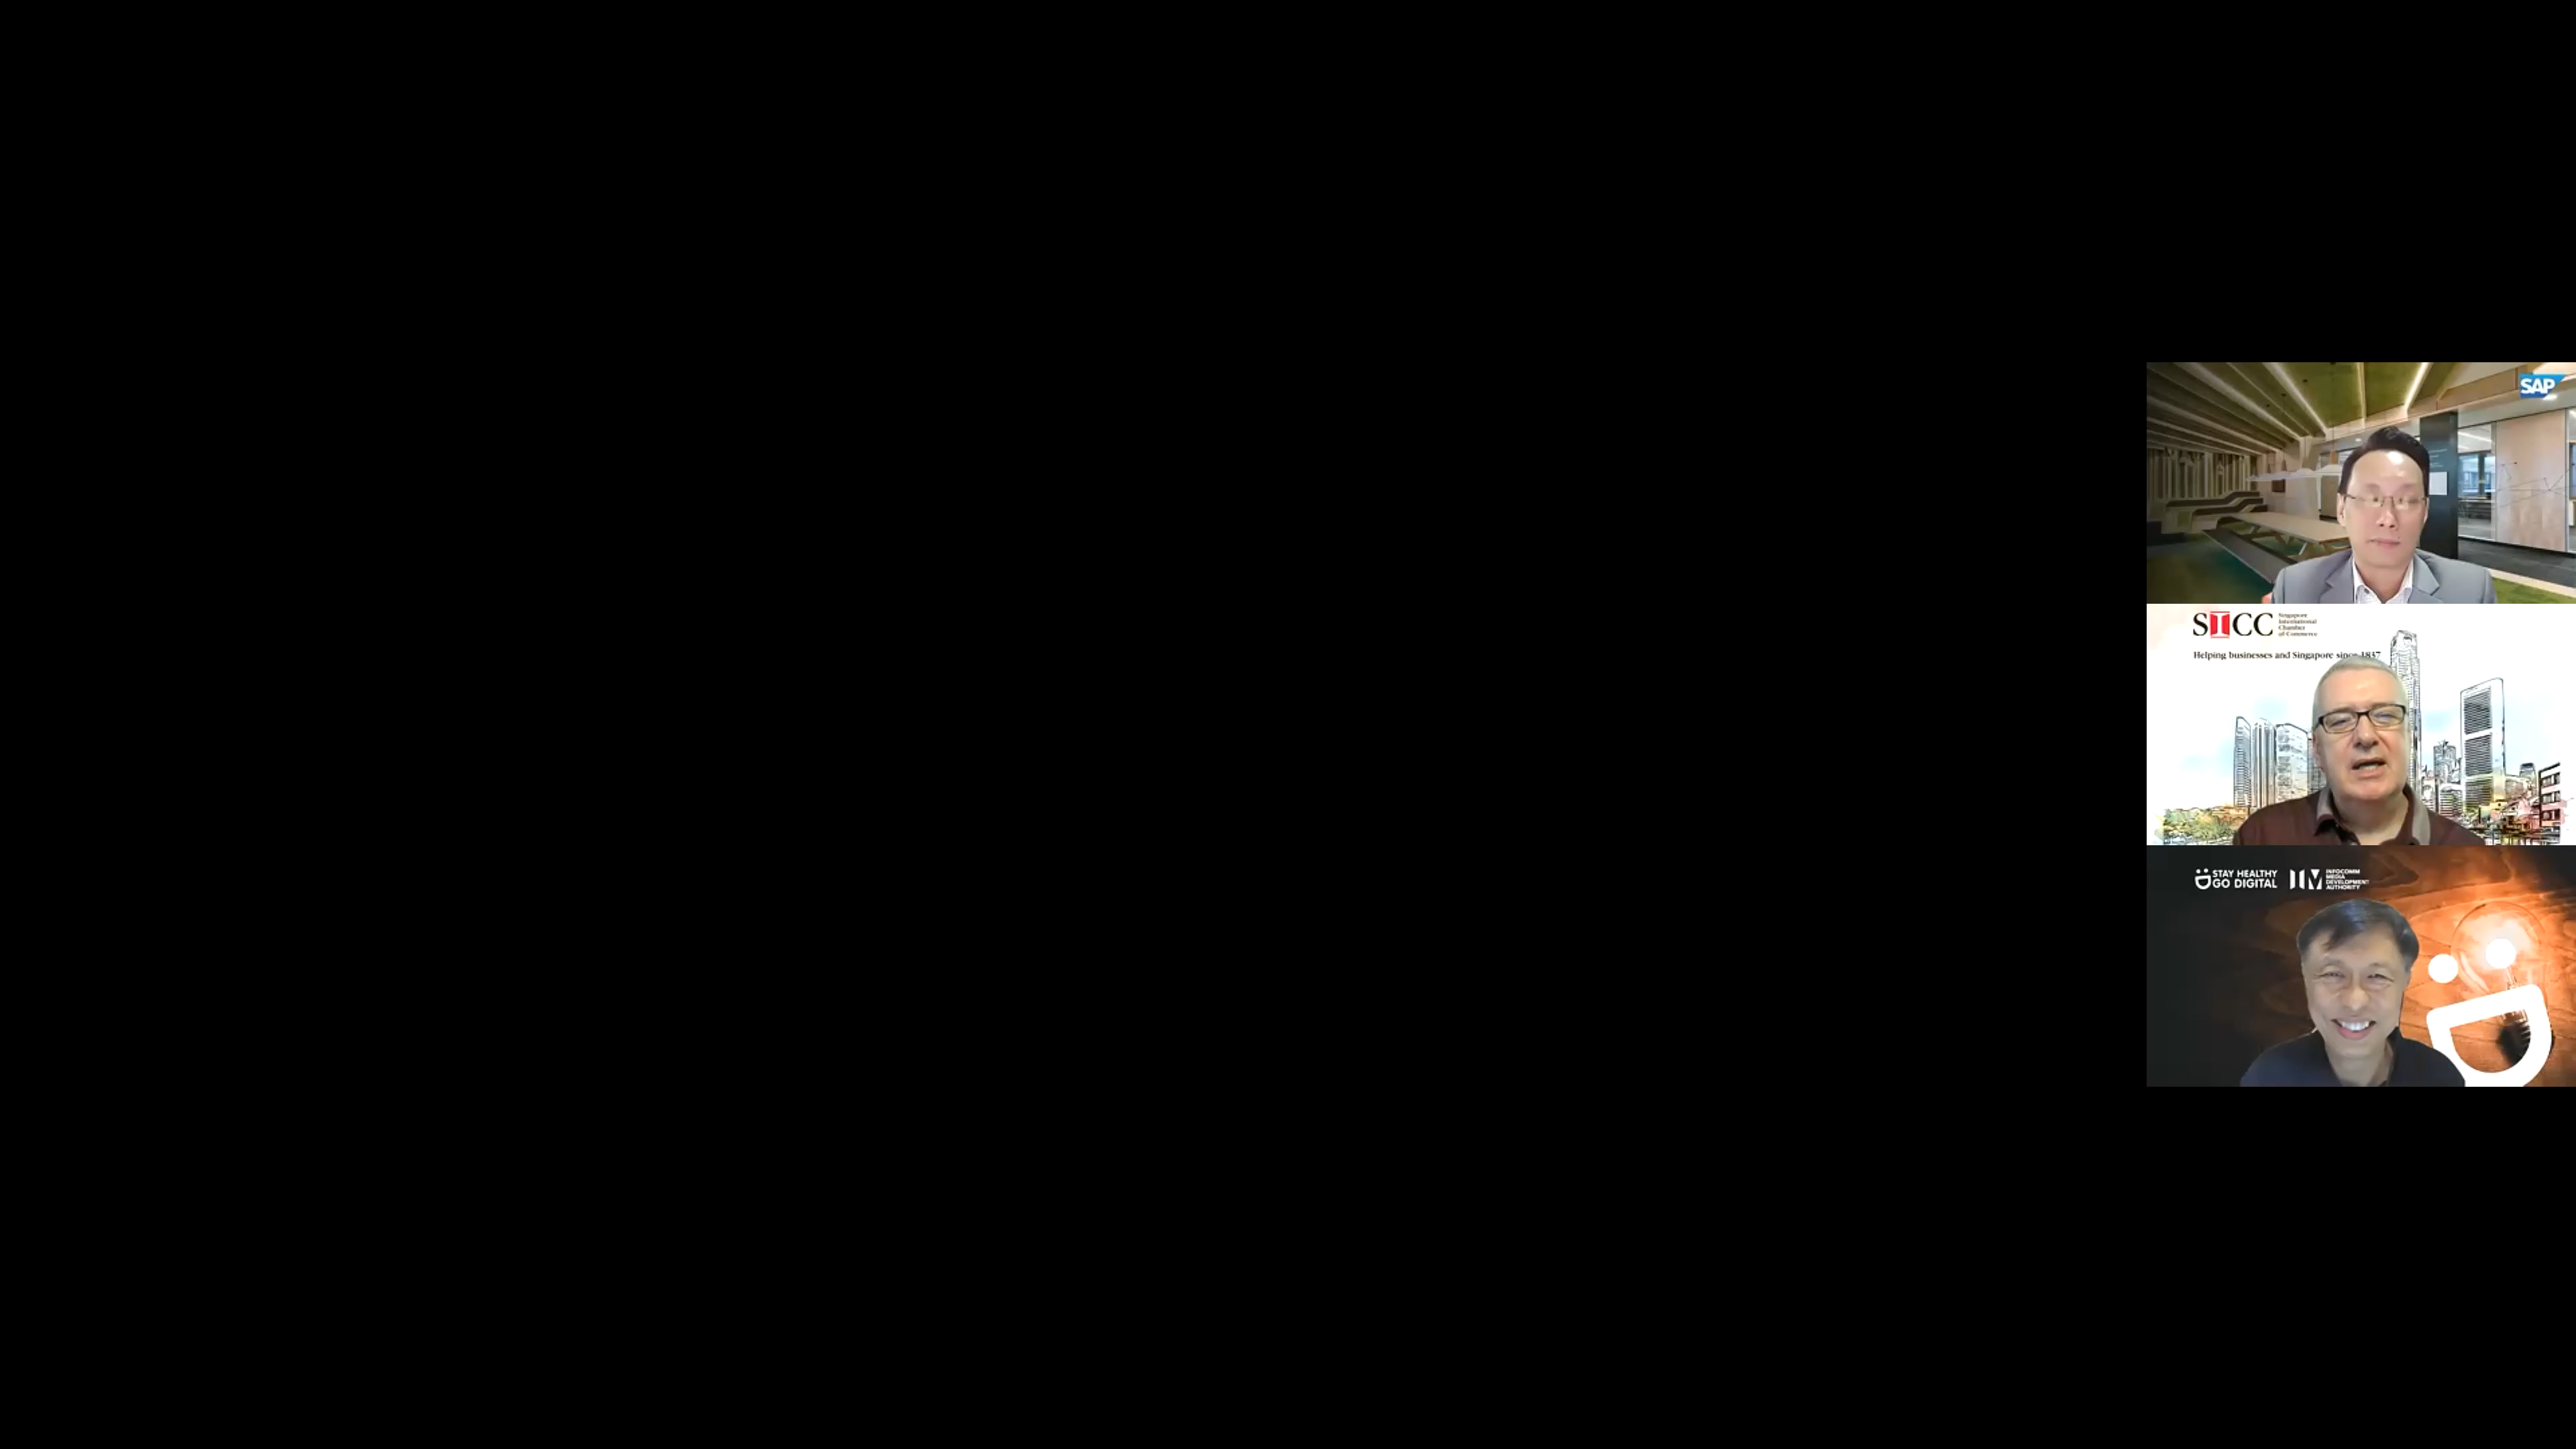 SAP
SICC
Singapore
International
Chamber
of Commerce
Helping businesses and Singapore since 1837
STAY HEALTHY
GO DIGITAL
INFOCOMM
MEDIA
DEVELOPMENT
AUTHORITY